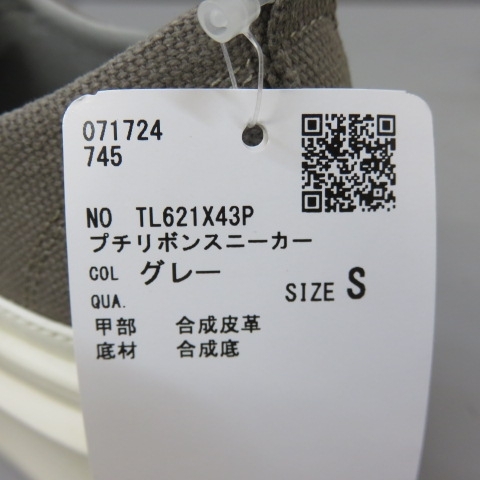 071724
745
NO TL621X43P
プチリボンスニーカー
COL グレー
QUA. SIZE S
甲部 合成皮革
底材 合成底